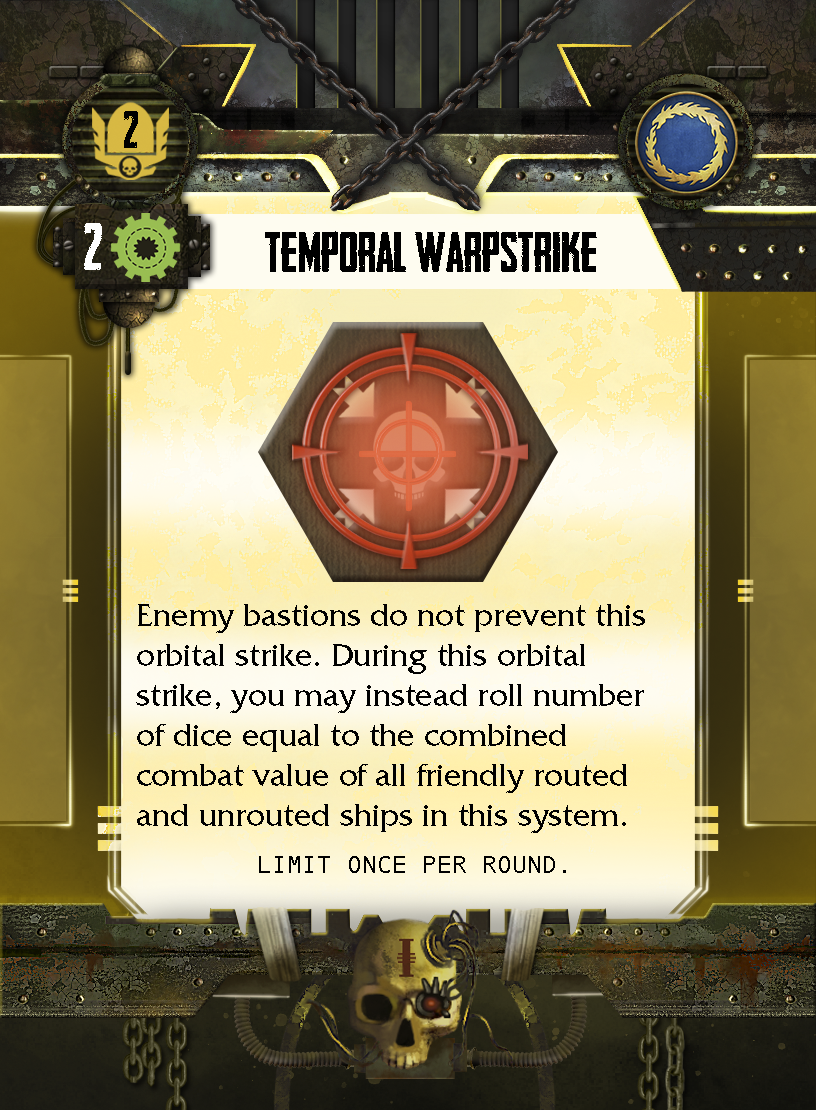 2
2
TEMPORAL WARPSTRIKE
Enemy bastions do not prevent this
orbital strike. During this orbital
strike, you may instead roll number
of dice equal to the combined
combat value of all friendly routed
and unrouted ships in this system.
LIMIT ONCE PER ROUND.
I